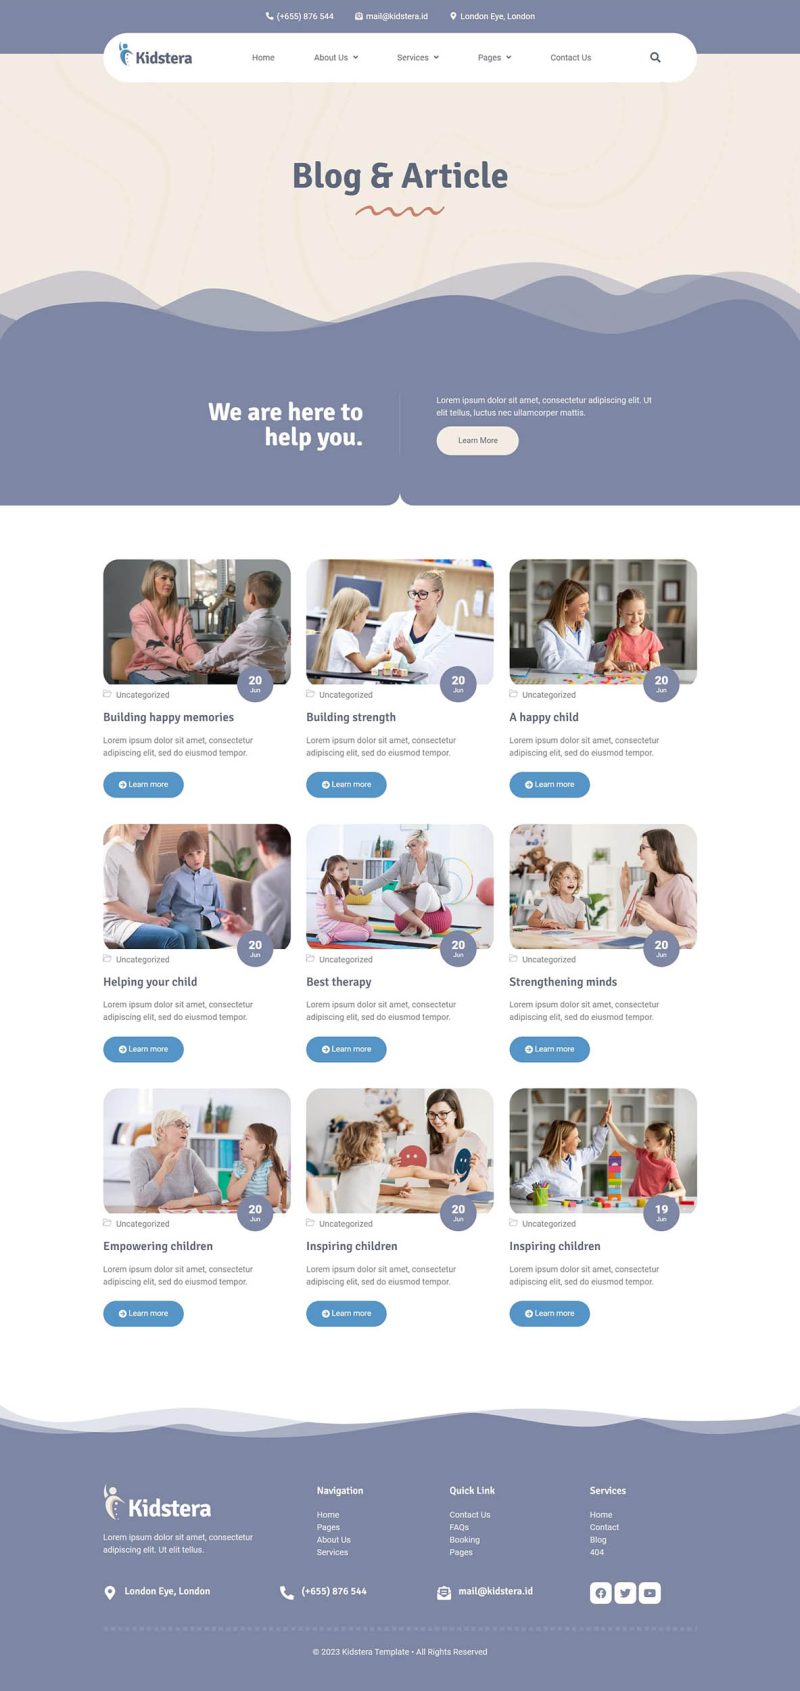 (+655) 876 544 mail@kidstera.id London Eye, London
Kidstera Home About Us Services Pages Contact Us
Blog & Article
We are here to
help you.
Lorem ipsum dolor sit amet, consectetur adipiscing elit. Ut
elit tellus, luctus nec ullamcorper mattis.
Learn More
20
Jun
Uncategorized
Building happy memories
Lorem ipsum dolor sit amet, consectetur
adipiscing elit, sed do eiusmod tempor.
Learn more
20
Jun
Uncategorized
Building strength
Lorem ipsum dolor sit amet, consectetur
adipiscing elit, sed do eiusmod tempor.
Learn more
20
Jun
Uncategorized
A happy child
Lorem ipsum dolor sit amet, consectetur
adipiscing elit, sed do eiusmod tempor.
Learn more
20
Jun
Uncategorized
Helping your child
Lorem ipsum dolor sit amet, consectetur
adipiscing elit, sed do eiusmod tempor.
Learn more
20
Jun
Uncategorized
Best therapy
Lorem ipsum dolor sit amet, consectetur
adipiscing elit, sed do eiusmod tempor.
Learn more
20
Jun
Uncategorized
Strengthening minds
Lorem ipsum dolor sit amet, consectetur
adipiscing elit, sed do eiusmod tempor.
Learn more
20
Jun
Uncategorized
Empowering children
Lorem ipsum dolor sit amet, consectetur
adipiscing elit, sed do eiusmod tempor.
Learn more
20
Jun
Uncategorized
Inspiring children
Lorem ipsum dolor sit amet, consectetur
adipiscing elit, sed do eiusmod tempor.
Learn more
19
Jun
Uncategorized
Inspiring children
Lorem ipsum dolor sit amet, consectetur
adipiscing elit, sed do eiusmod tempor.
Learn more
Kidstera
Lorem ipsum dolor sit amet, consectetur
adipiscing elit. Ut elit tellus.
Navigation
Home
Pages
About Us
Services
Quick Link
Contact Us
FAQs
Booking
Pages
Services
Home
Contact
Blog
404
London Eye, London
(+655) 876 544
mail@kidstera.id
© 2023 Kidstera Template • All Rights Reserved